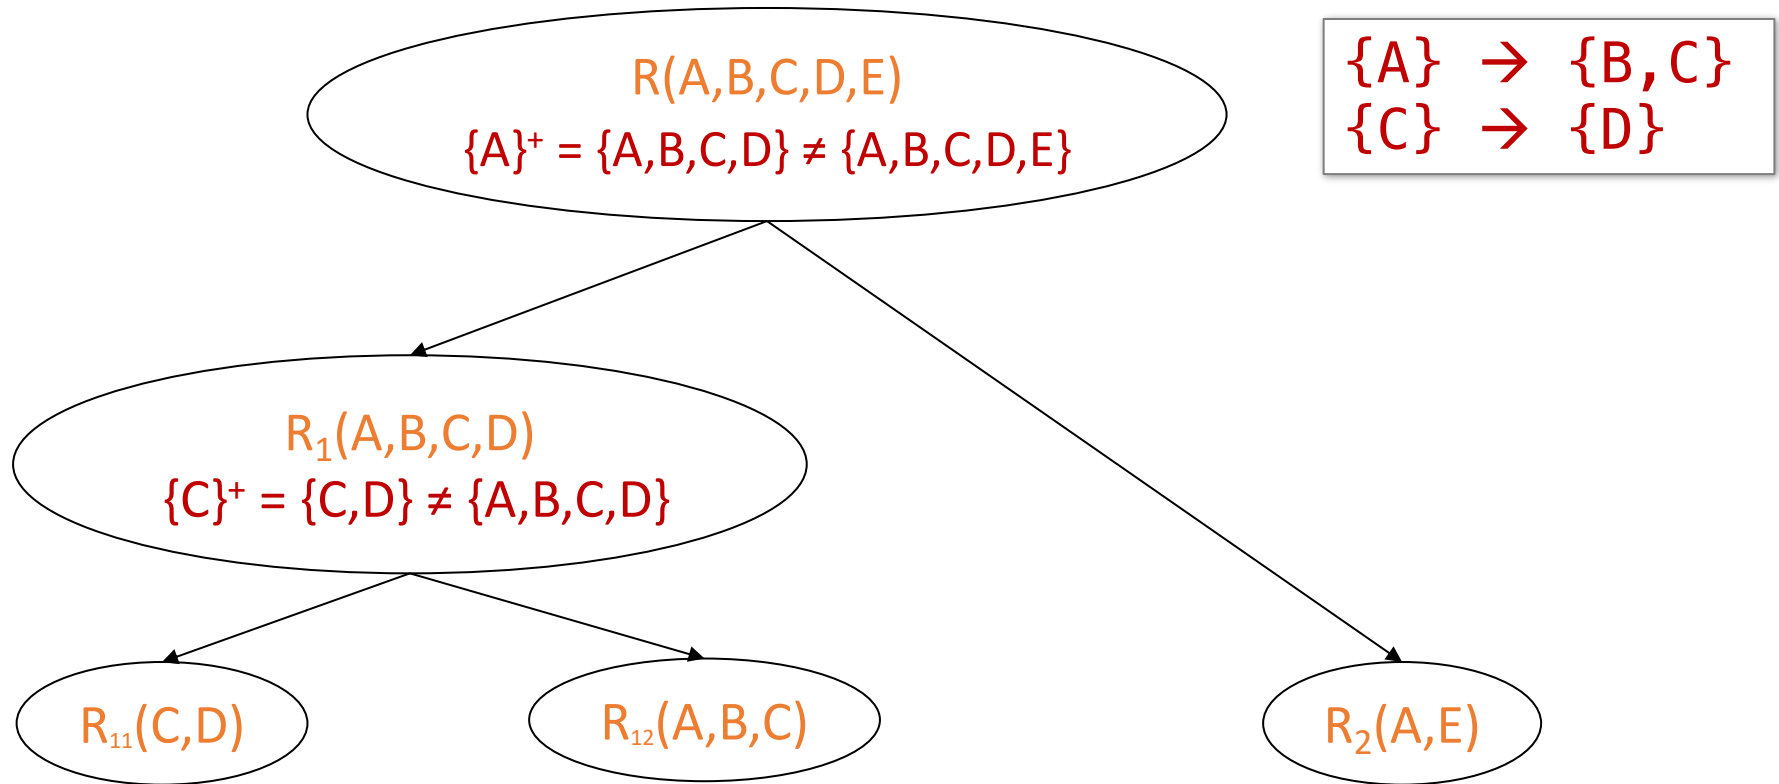 R(A,B,C,D,E)
{A}⁺ = {A,B,C,D} ≠ {A,B,C,D,E}
{A} → {B,C}
{C} → {D}
R₁(A,B,C,D)
{C}⁺ = {C,D} ≠ {A,B,C,D}
R₁₁(C,D)
R₁₂(A,B,C)
R₂(A,E)